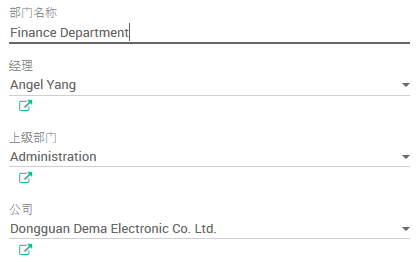 部门名称
Finance Department
经理
Angel Yang
上级部门
Administration
公司
Dongguan Dema Electronic Co. Ltd.